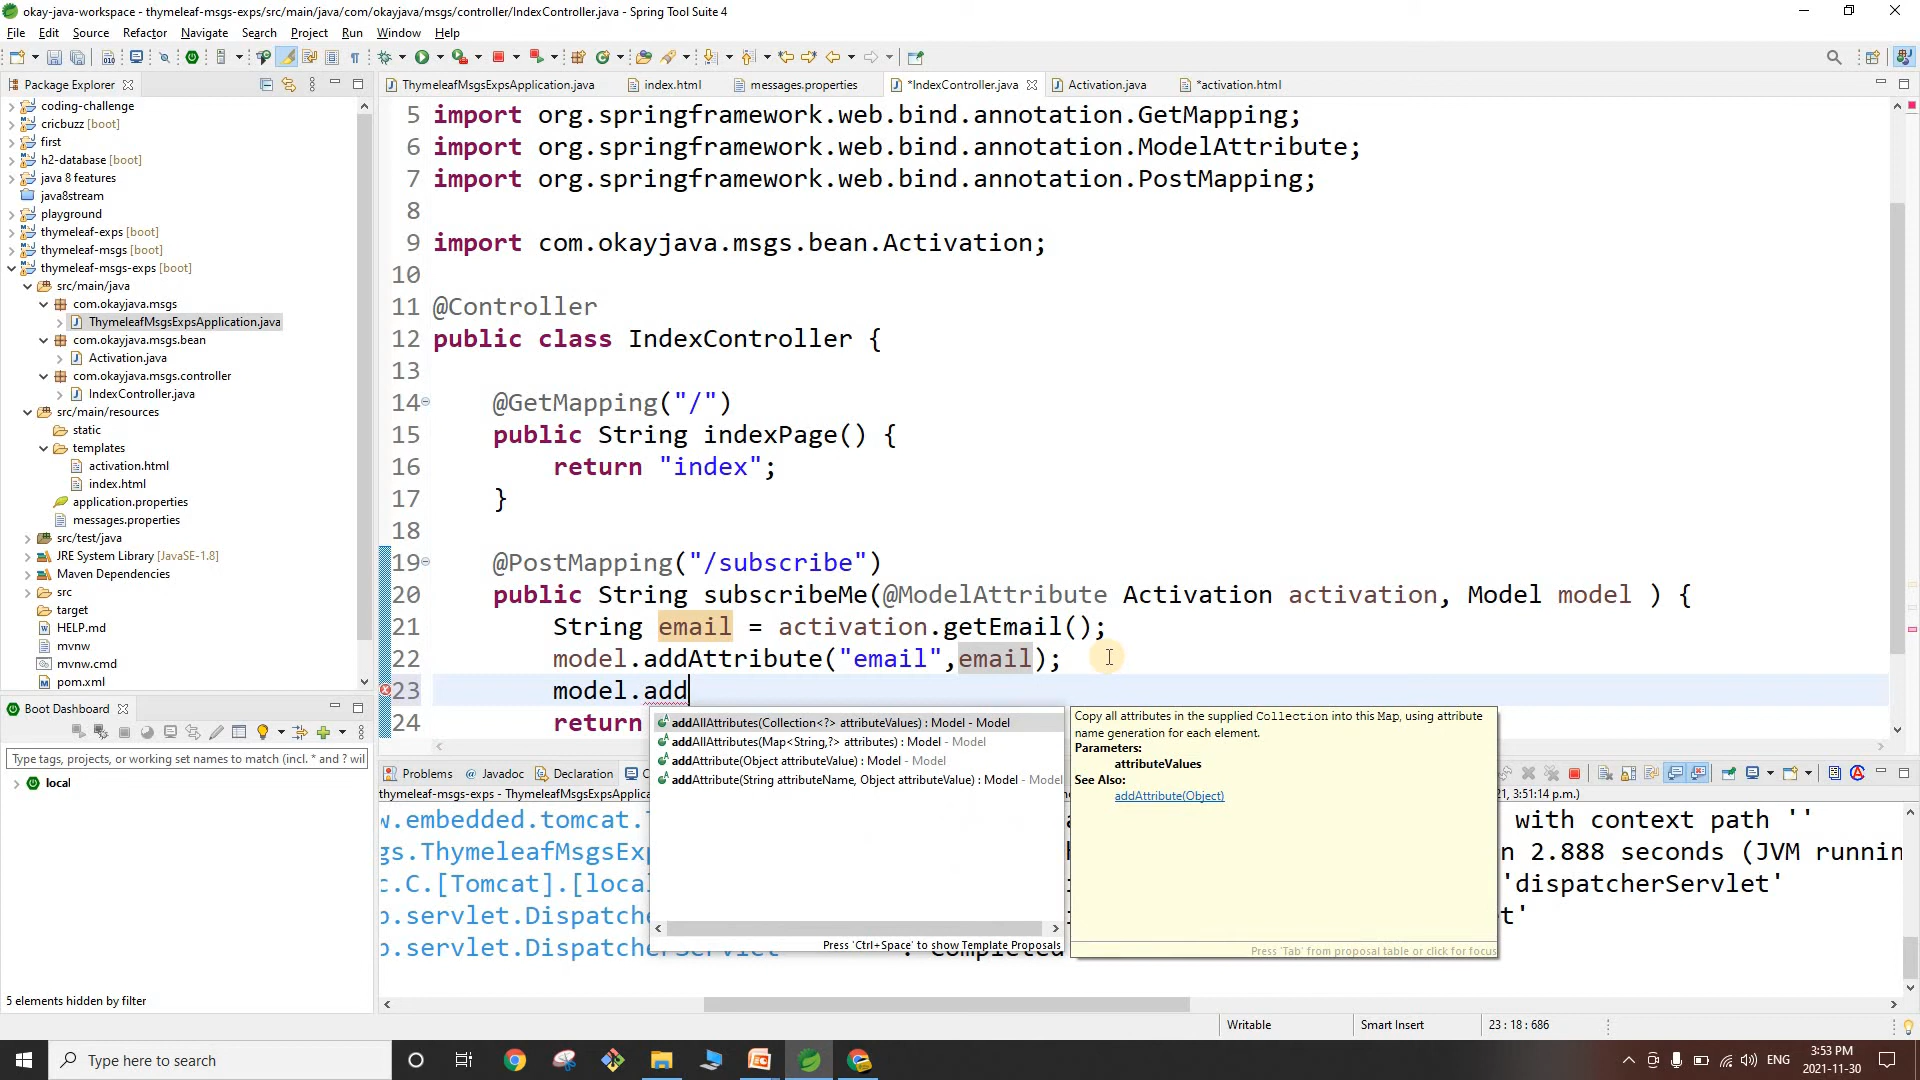 okay-java-workspace - thymeleaf-msgs-exps/src/main/java/com/okayjava/msgs/controller/IndexController.java - Spring Tool Suite 4
File Edit Source Refactor Navigate Search Project Run Window Help
Package Explorer
ThymeleafMsgsExpsApplication.java index.html messages.properties *IndexController.java Activation.java *activation.html
coding-challenge
cricbuzz [boot]
first
h2-database [boot]
java 8 features
java8stream
playground
thymeleaf-exps [boot]
thymeleaf-msgs [boot]
thymeleaf-msgs-exps [boot]
src/main/java
com.okayjava.msgs
ThymeleafMsgsExpsApplication.java
com.okayjava.msgs.bean
Activation.java
com.okayjava.msgs.controller
IndexController.java
src/main/resources
static
templates
activation.html
index.html
application.properties
messages.properties
src/test/java
JRE System Library [JavaSE-1.8]
Maven Dependencies
src
target
HELP.md
mvnw
mvnw.cmd
pom.xml
5 import org.springframework.web.bind.annotation.GetMapping;
6 import org.springframework.web.bind.annotation.ModelAttribute;
7 import org.springframework.web.bind.annotation.PostMapping;
8
9 import com.okayjava.msgs.bean.Activation;
10
11 @Controller
12 public class IndexController {
13
14 @GetMapping("/")
15 public String indexPage() {
16 return "index";
17 }
18
19 @PostMapping("/subscribe")
20 public String subscribeMe(@ModelAttribute Activation activation, Model model ) {
21 String email = activation.getEmail();
22 model.addAttribute("email",email);
23 model.add
24 return
addAllAttributes(Collection<?> attributeValues) : Model - Model
addAllAttributes(Map<String,?> attributes) : Model - Model
addAttribute(Object attributeValue) : Model - Model
addAttribute(String attributeName, Object attributeValue) : Model - Model
Press 'Ctrl+Space' to show Template Proposals
Copy all attributes in the supplied Collection into this Map, using attribute
name generation for each element.
Parameters:
attributeValues
See Also:
addAttribute(Object)
Press 'Tab' from proposal table or click for focus
Boot Dashboard
Type tags, projects, or working set names to match (incl. * and ? wil
local
5 elements hidden by filter
Problems @ Javadoc Declaration
thymeleaf-msgs-exps - ThymeleafMsgsExpsApplica 21, 3:51:14 p.m.)
w.embedded.tomcat. with context path ''
gs.ThymeleafMsgsExp n 2.888 seconds (JVM runnin
c.C.[Tomcat].[local 'dispatcherServlet'
o.servlet.Dispatche et'
o.servlet.DispatcherServlet : Completed
Writable Smart Insert 23 : 18 : 686
Type here to search
ENG
3:53 PM
2021-11-30